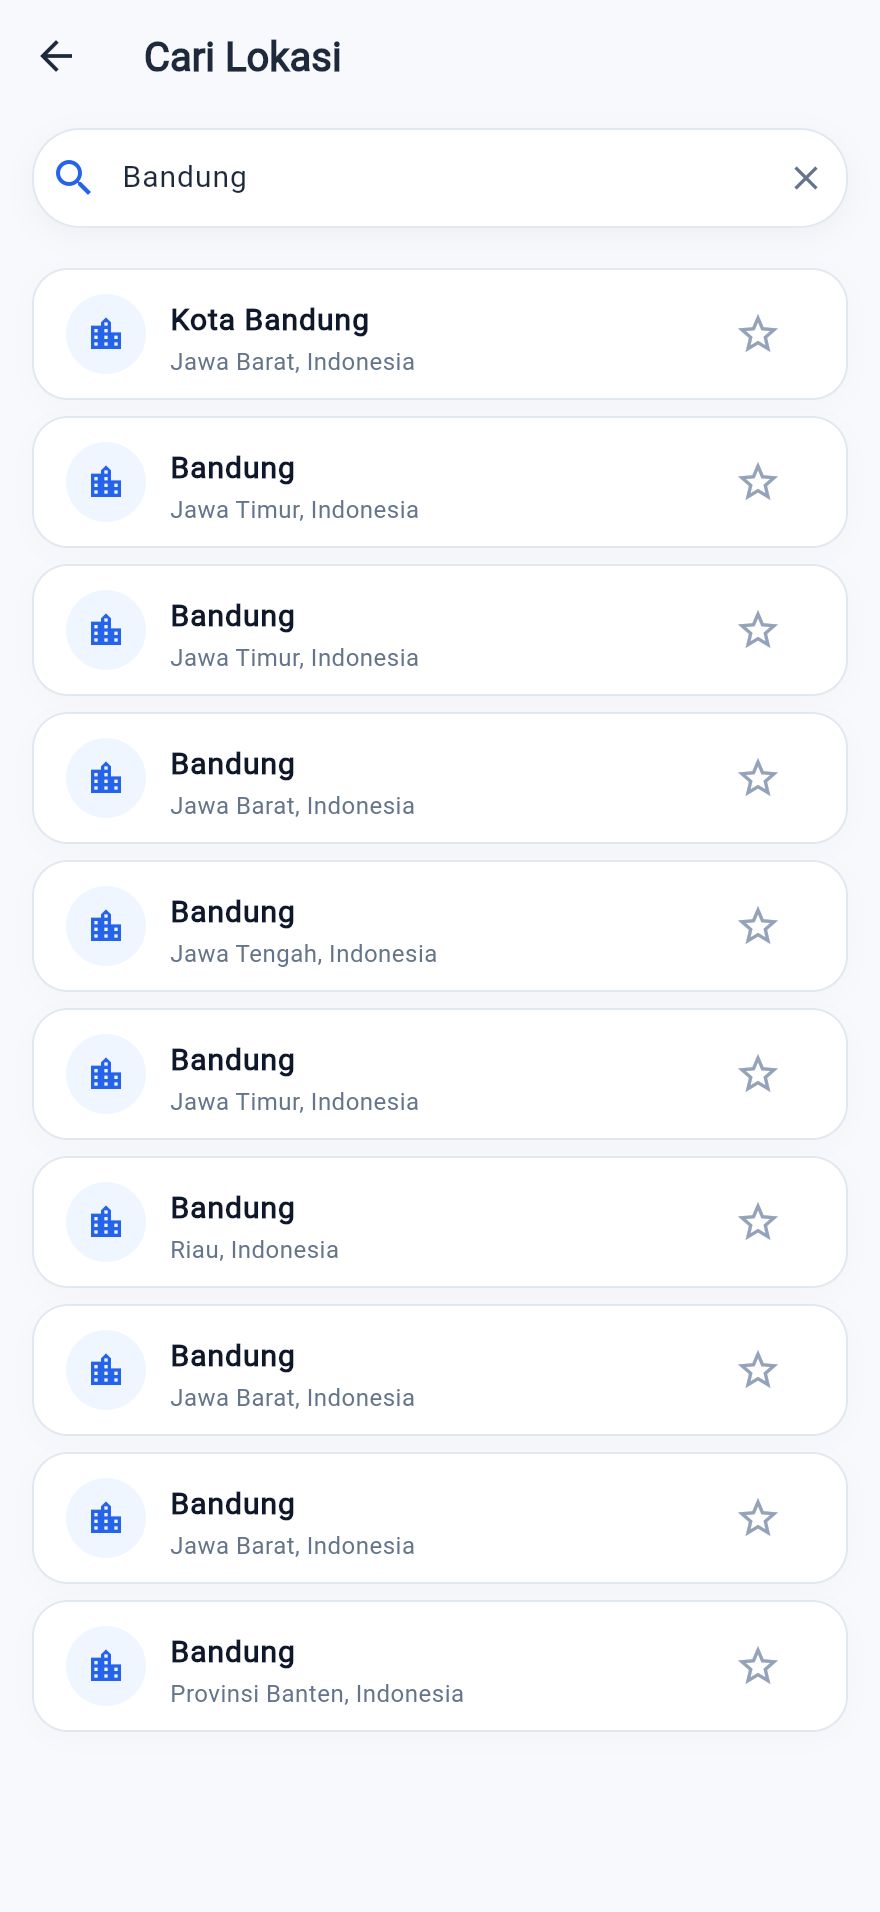 Cari Lokasi
Bandung
Kota Bandung
Jawa Barat, Indonesia
Bandung
Jawa Timur, Indonesia
Bandung
Jawa Timur, Indonesia
Bandung
Jawa Barat, Indonesia
Bandung
Jawa Tengah, Indonesia
Bandung
Jawa Timur, Indonesia
Bandung
Riau, Indonesia
Bandung
Jawa Barat, Indonesia
Bandung
Jawa Barat, Indonesia
Bandung
Provinsi Banten, Indonesia